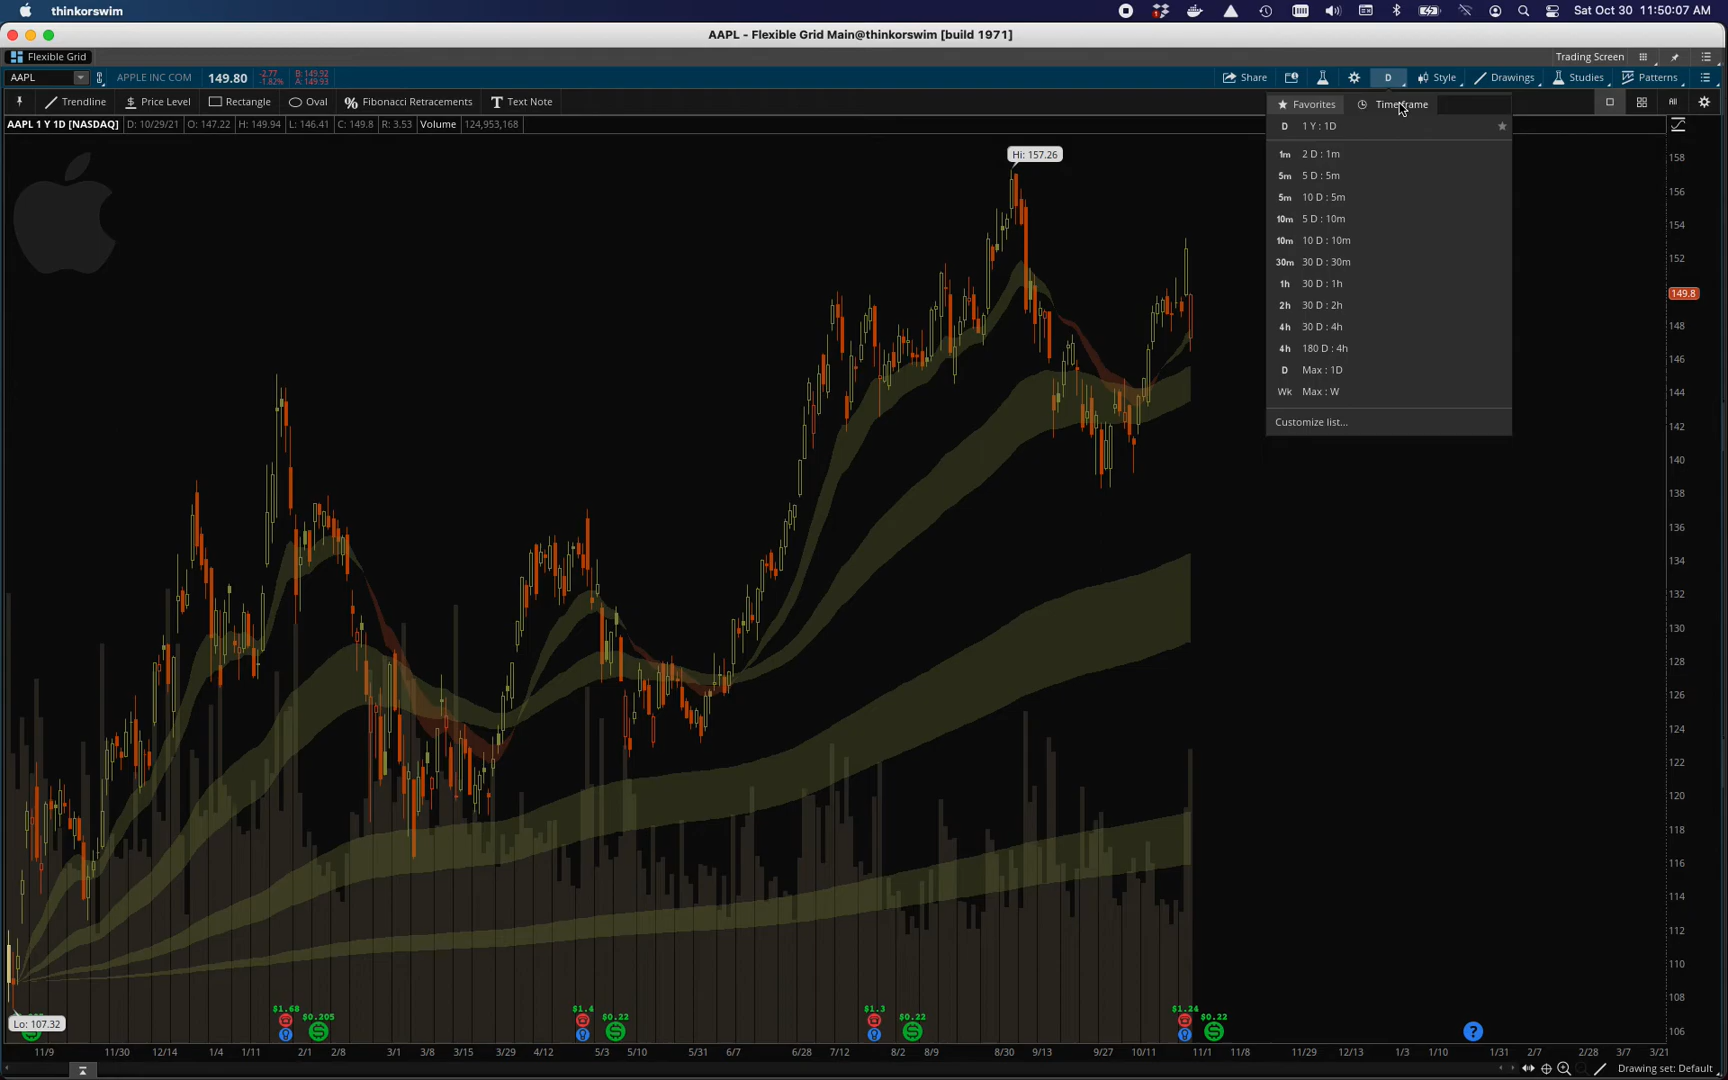 thinkorswim
Sat Oct 30 11:50:07 AM
AAPL - Flexible Grid Main@thinkorswim [build 1971]
Flexible Grid
Trading Screen
AAPL
APPLE INC COM
149.80
-2.77
-1.82%
B: 149.92
A: 149.93
Share
D
Style
Drawings
Studies
Patterns
Trendline
Price Level
Rectangle
Oval
Fibonacci Retracements
Text Note
All
AAPL 1 Y 1D [NASDAQ] D: 10/29/21 O: 147.22 H: 149.94 L: 146.41 C: 149.8 R: 3.53 Volume 124,953,168
Favorites
Timeframe
D 1 Y : 1D
1m 2 D : 1m
5m 5 D : 5m
5m 10 D : 5m
10m 5 D : 10m
10m 10 D : 10m
30m 30 D : 30m
1h 30 D : 1h
2h 30 D : 2h
4h 30 D : 4h
4h 180 D : 4h
D Max : 1D
Wk Max : W
Customize list...
Hi: 157.26
Lo: 107.32
158
156
154
152
149.8
148
146
144
142
140
138
136
134
132
130
128
126
124
122
120
118
116
114
112
110
108
106
$1.68
$0.205
$1.4
$0.22
$1.3
$0.22
$1.24
$0.22
11/9 11/30 12/14 1/4 1/11 2/1 2/8 3/1 3/8 3/15 3/29 4/12 5/3 5/10 5/31 6/7 6/28 7/12 8/2 8/9 8/30 9/13 9/27 10/11 11/1 11/8 11/29 12/13 1/3 1/10 1/31 2/7 2/28 3/7 3/21
Drawing set: Default